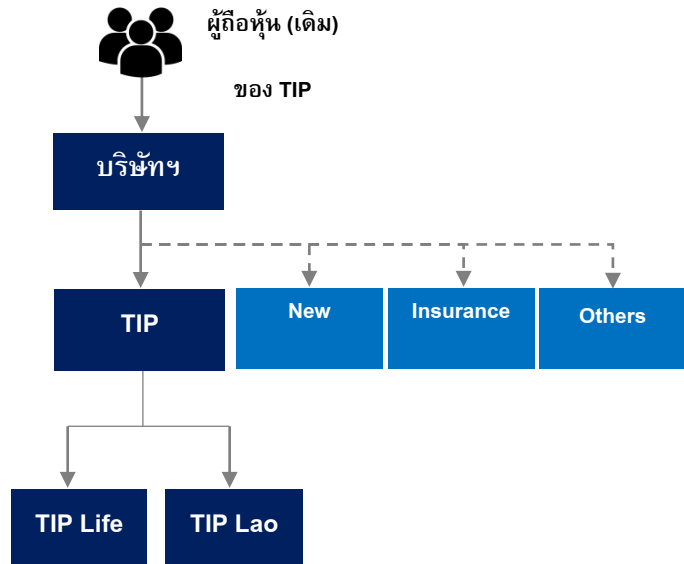 ผู้ถือหุ้น (เดิม)
ของ TIP
บริษัทฯ
TIP
New
Insurance
Others
TIP Life
TIP Lao